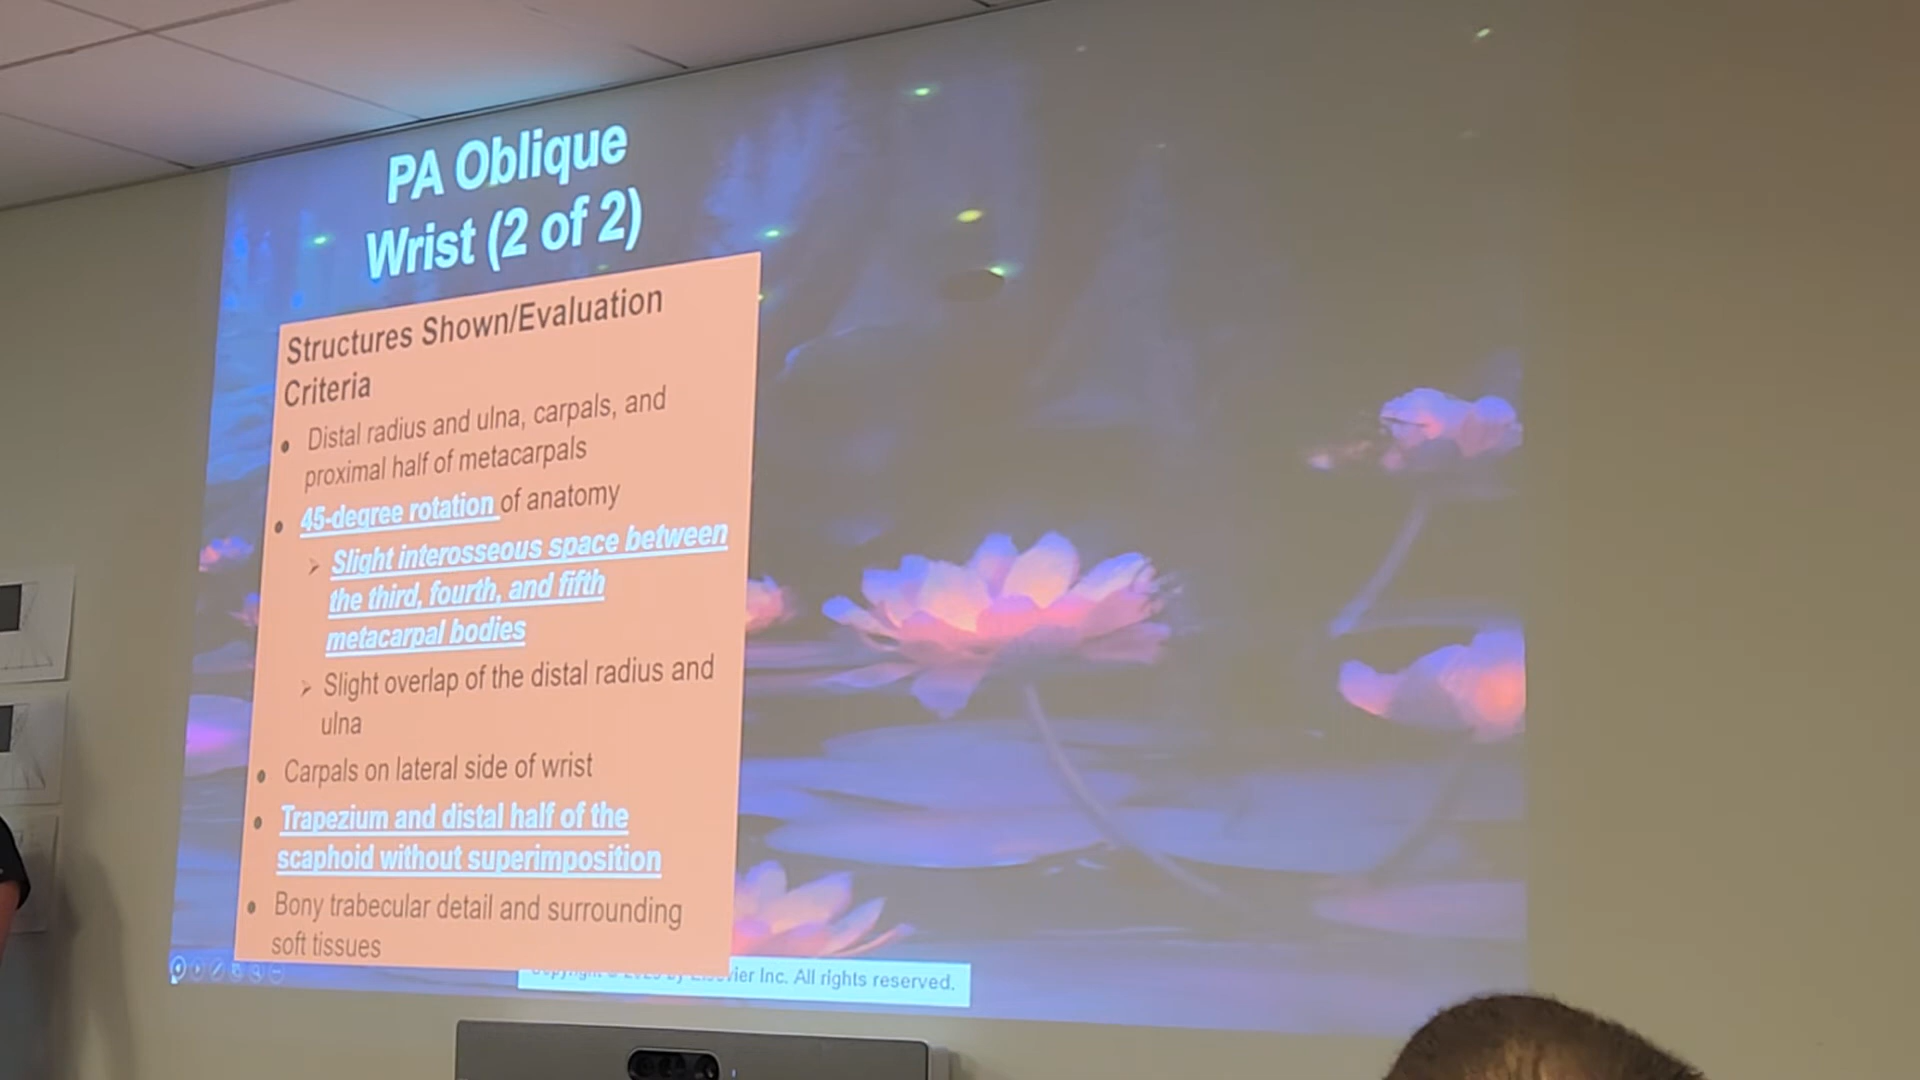 PA Oblique
Wrist (2 of 2)
Structures Shown/Evaluation
Criteria
• Distal radius and ulna, carpals, and
proximal half of metacarpals
• 45-degree rotation of anatomy
➢ Slight interosseous space between
the third, fourth, and fifth
metacarpal bodies
➢ Slight overlap of the distal radius and
ulna
• Carpals on lateral side of wrist
• Trapezium and distal half of the
scaphoid without superimposition
• Bony trabecular detail and surrounding
soft tissues
Inc. All rights reserved.